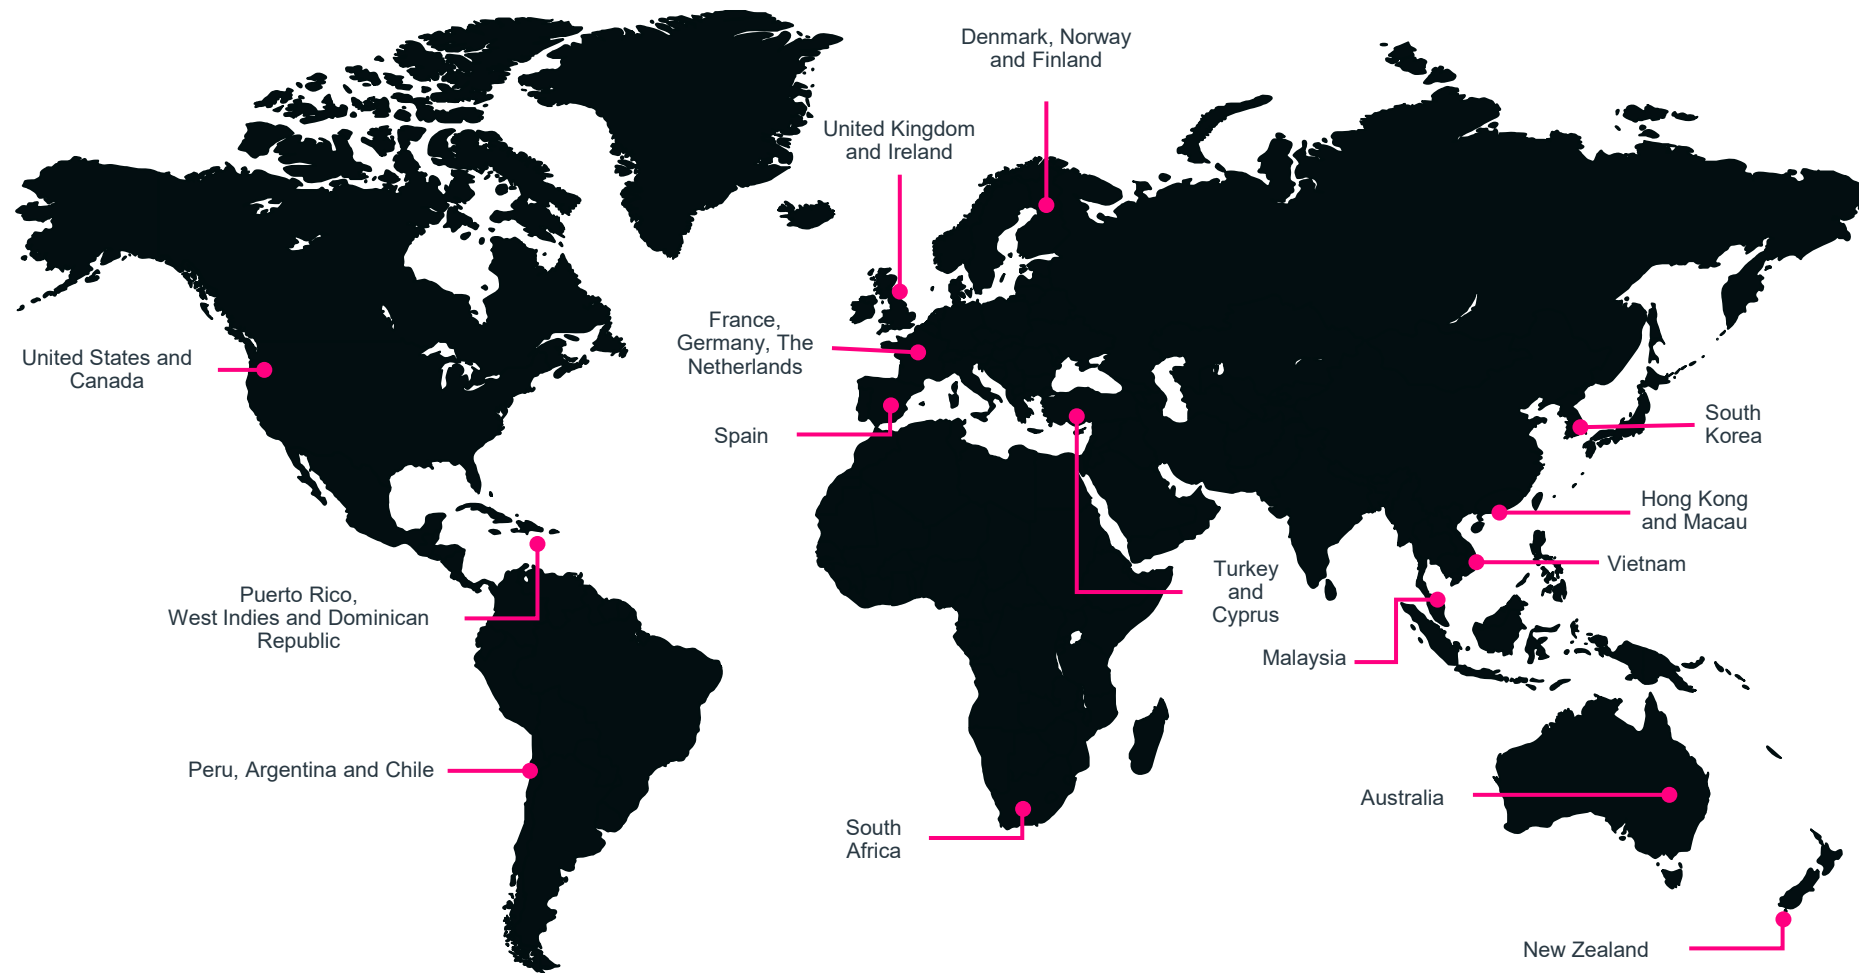 Denmark, Norway
and Finland
United Kingdom
and Ireland
France,
Germany, The
Netherlands
United States and
Canada
Spain
South
Korea
Hong Kong
and Macau
Vietnam
Turkey
and
Cyprus
Puerto Rico,
West Indies and Dominican
Republic
Malaysia
Peru, Argentina and Chile
Australia
South
Africa
New Zealand